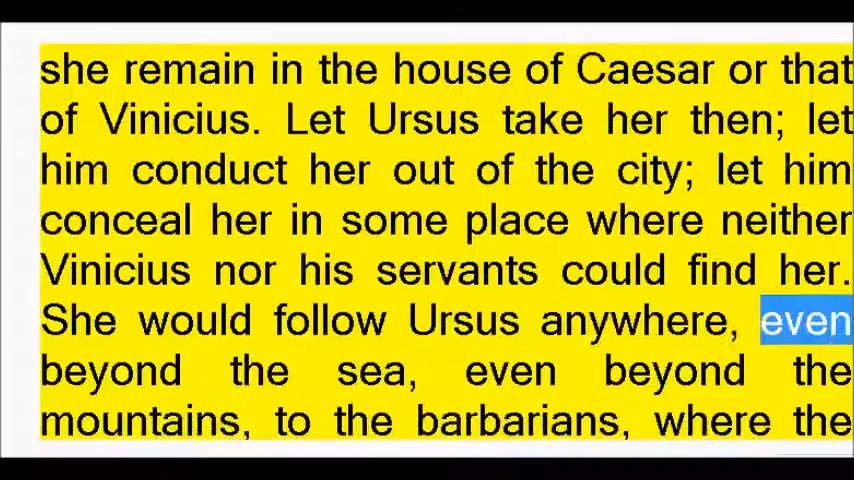 she remain in the house of Caesar or that
of Vinicius. Let Ursus take her then; let
him conduct her out of the city; let him
conceal her in some place where neither
Vinicius nor his servants could find her.
She would follow Ursus anywhere, even
beyond the sea, even beyond the
mountains, to the barbarians, where the